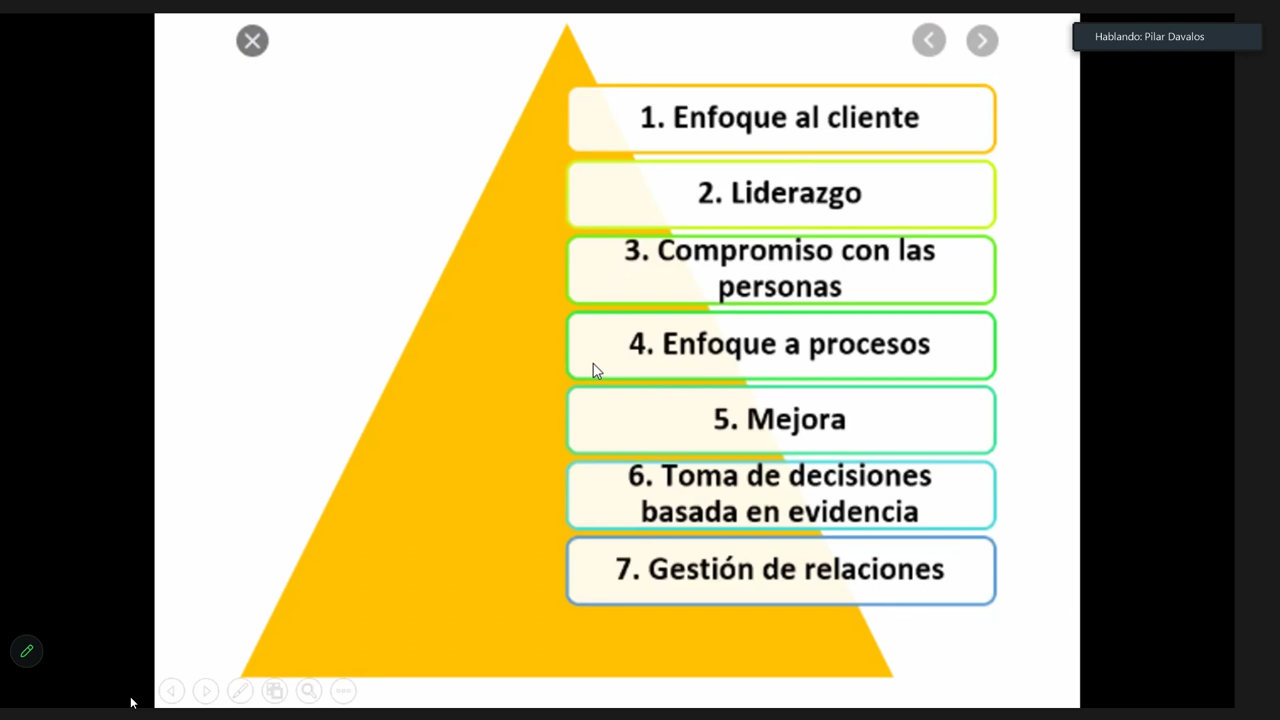 Hablando: Pilar Davalos
1. Enfoque al cliente
2. Liderazgo
3. Compromiso con las
personas
4. Enfoque a procesos
5. Mejora
6. Toma de decisiones
basada en evidencia
7. Gestión de relaciones